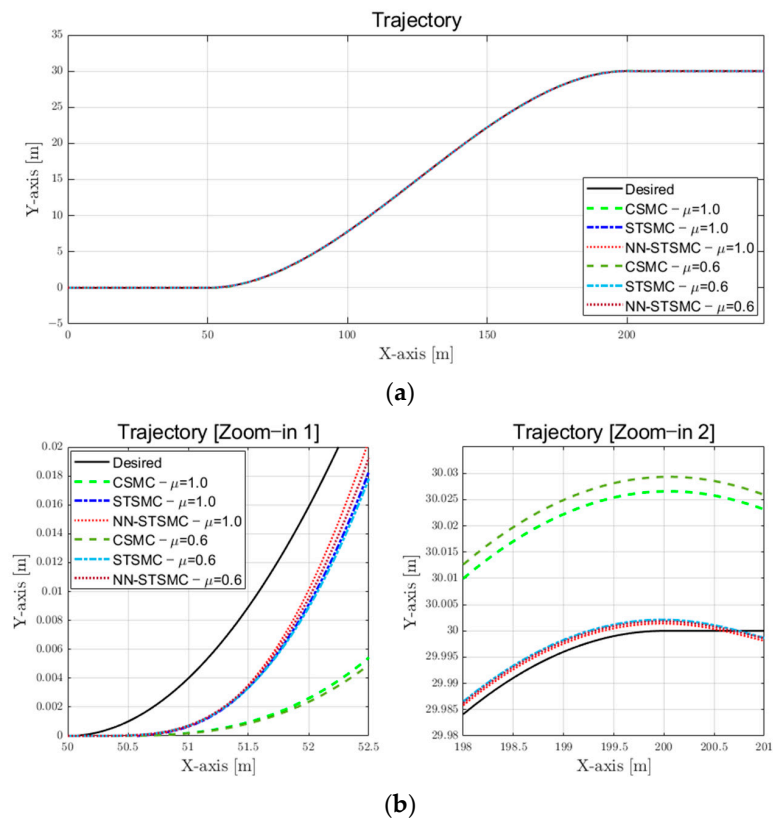 Trajectory
35
30
25
20
15
10
5
0
−5
Y-axis [m]
0
50
100
150
200
X-axis [m]
Desired
CSMC − μ=1.0
STSMC − μ=1.0
NN-STSMC − μ=1.0
CSMC − μ=0.6
STSMC − μ=0.6
NN-STSMC − μ=0.6
(a)
Trajectory [Zoom−in 1]
0.02
0.018
0.016
0.014
0.012
0.01
0.008
0.006
0.004
0.002
0
Y-axis [m]
50
50.5
51
51.5
52
52.5
X-axis [m]
Desired
CSMC − μ=1.0
STSMC − μ=1.0
NN-STSMC − μ=1.0
CSMC − μ=0.6
STSMC − μ=0.6
NN-STSMC − μ=0.6
Trajectory [Zoom−in 2]
30.03
30.025
30.02
30.015
30.01
30.005
30
29.995
29.99
29.985
29.98
Y-axis [m]
198
198.5
199
199.5
200
200.5
201
X-axis [m]
(b)